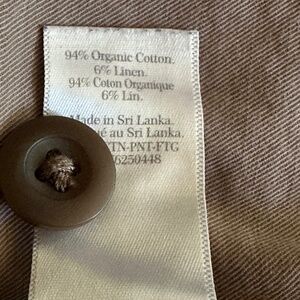 94% Organic Cotton.
6% Linen.
94% Coton Organique
6% Lin.
Made in Sri Lanka.
ué au Sri Lanka.
TN-PNT-FTG
6250448